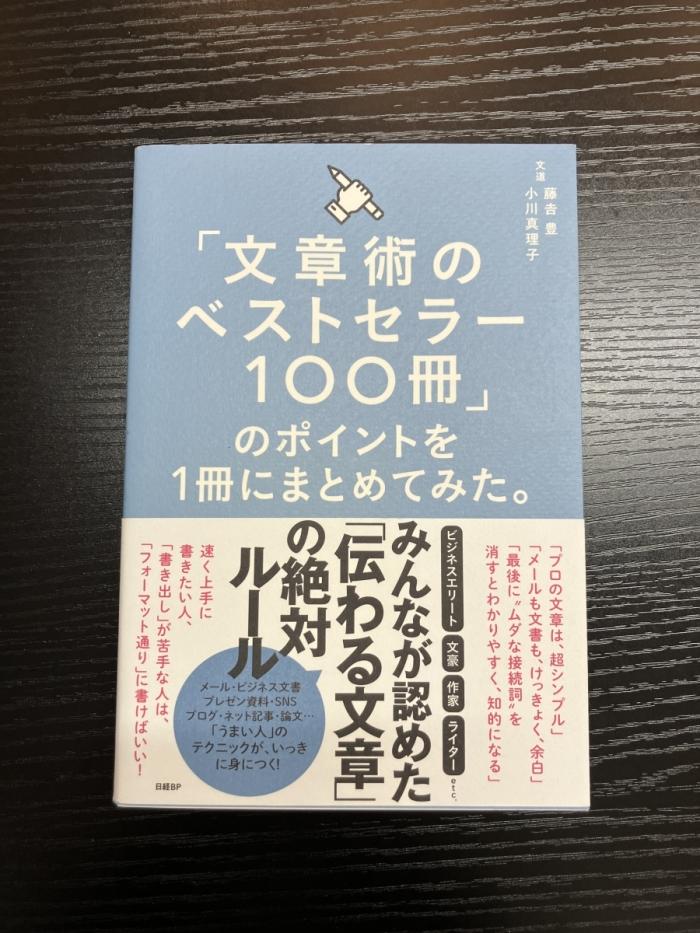 文道 藤𠮷 豊
小川真理子
「文章術の
ベストセラー
100冊」
のポイントを
1冊にまとめてみた。
「プロの文章は、超シンプル」
「メールも文書も、けっきょく、余白」
「最後に〝ムダな接続詞〟を
消すとわかりやすく、知的になる」
ビジネスエリート 文豪 作家 ライター etc.
みんなが認めた
「伝わる文章」
の絶対
ルール
速く上手に
書きたい人、
「書き出し」が苦手な人は、
「フォーマット通り」に書けばいい!
メール・ビジネス文書
プレゼン資料・SNS
ブログ・ネット記事・論文…
「うまい人」の
テクニックが、いっき
に身につく!
日経BP